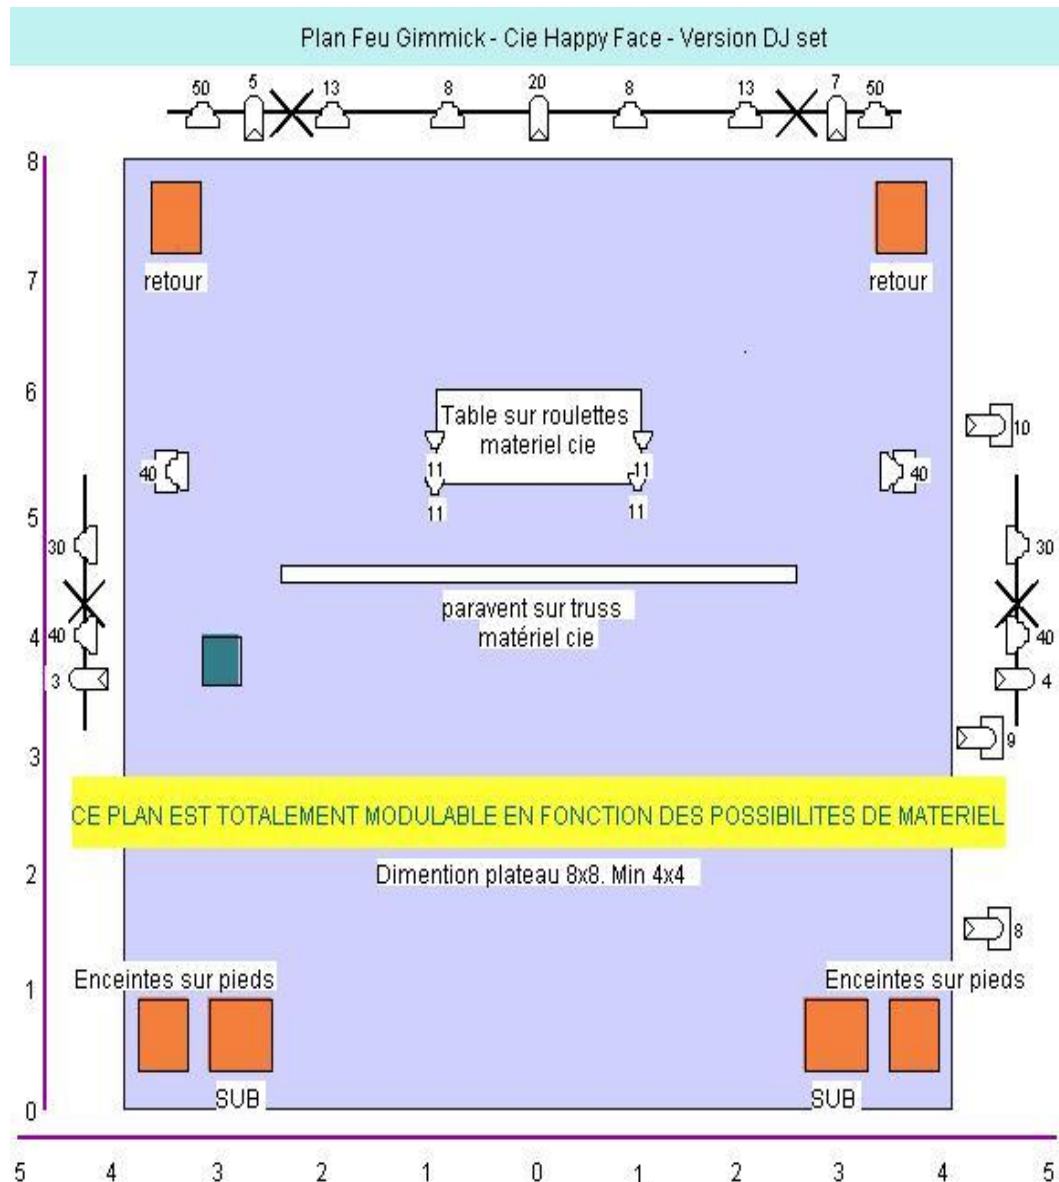 Plan Feu Gimmick - Cie Happy Face - Version DJ set
50 5 13 8 20 8 13 7 50
8
retour retour
7
6
Table sur roulettes
materiel cie
10
40 11 11 40
11 11
5
30 30
paravent sur truss
matériel cie
4
40 40
3 4
9
3
CE PLAN EST TOTALEMENT MODULABLE EN FONCTION DES POSSIBILITES DE MATERIEL
2
Dimention plateau 8x8. Min 4x4
8
Enceintes sur pieds Enceintes sur pieds
1
SUB SUB
0
5 4 3 2 1 0 1 2 3 4 5